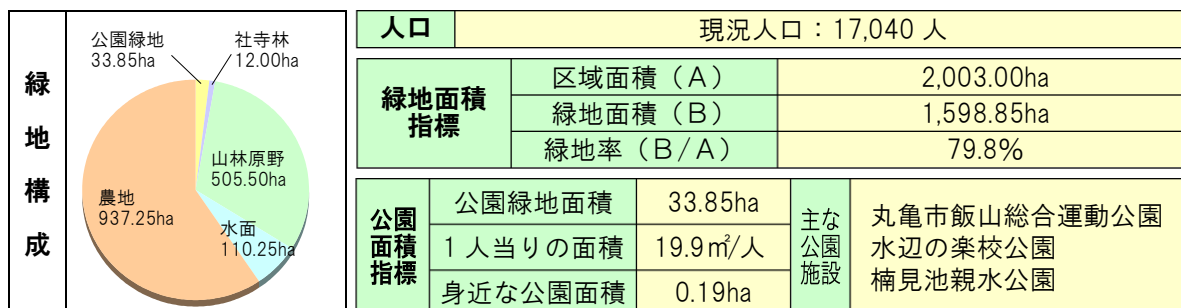 緑地構成
公園緑地
33.85ha
社寺林
12.00ha
山林原野
505.50ha
水面
110.25ha
農地
937.25ha
人口 現況人口：17,040 人
緑地面積
指標
区域面積（Ａ） 2,003.00ha
緑地面積（Ｂ） 1,598.85ha
緑地率（Ｂ/Ａ） 79.8%
公園
面積
指標
公園緑地面積 33.85ha
１人当りの面積 19.9㎡/人
身近な公園面積 0.19ha
主な
公園
施設
丸亀市飯山総合運動公園
水辺の楽校公園
楠見池親水公園